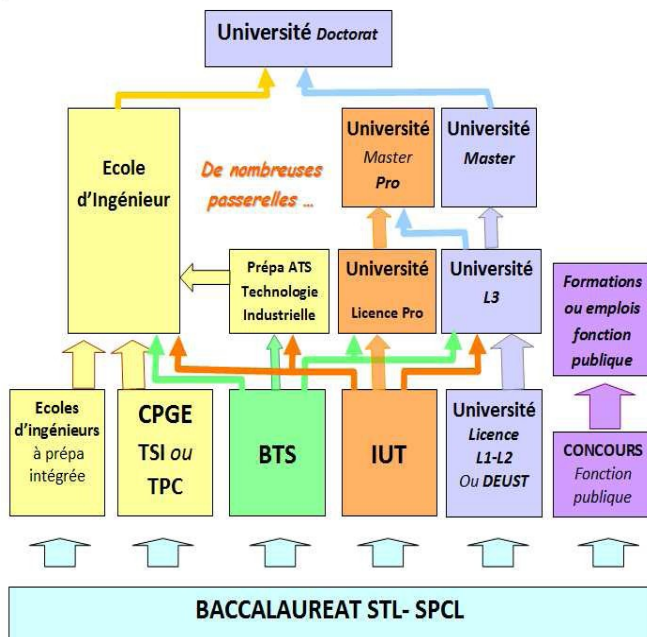 Université Doctorat
Ecole
d'Ingénieur
De nombreuses
passerelles ...
Université
Master
Pro
Université
Master
Prépa ATS
Technologie
Industrielle
Université
Licence Pro
Université
L3
Formations
ou emplois
fonction
publique
Ecoles
d'ingénieurs
à prépa
intégrée
CPGE
TSI ou
TPC
BTS
IUT
Université
Licence
L1-L2
Ou DEUST
CONCOURS
Fonction
publique
BACCALAUREAT STL- SPCL